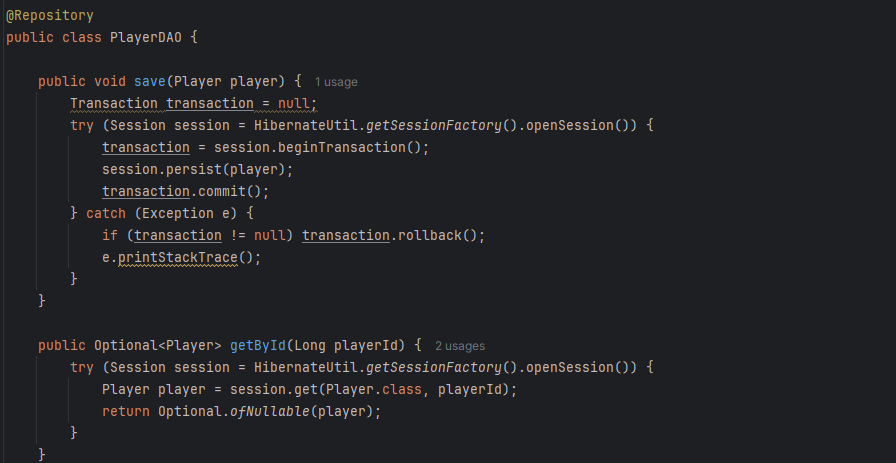 @Repository
public class PlayerDAO {
public void save(Player player) { 1 usage
Transaction transaction = null;
try (Session session = HibernateUtil.getSessionFactory().openSession()) {
transaction = session.beginTransaction();
session.persist(player);
transaction.commit();
} catch (Exception e) {
if (transaction != null) transaction.rollback();
e.printStackTrace();
}
}
public Optional<Player> getById(Long playerId) { 2 usages
try (Session session = HibernateUtil.getSessionFactory().openSession()) {
Player player = session.get(Player.class, playerId);
return Optional.ofNullable(player);
}
}